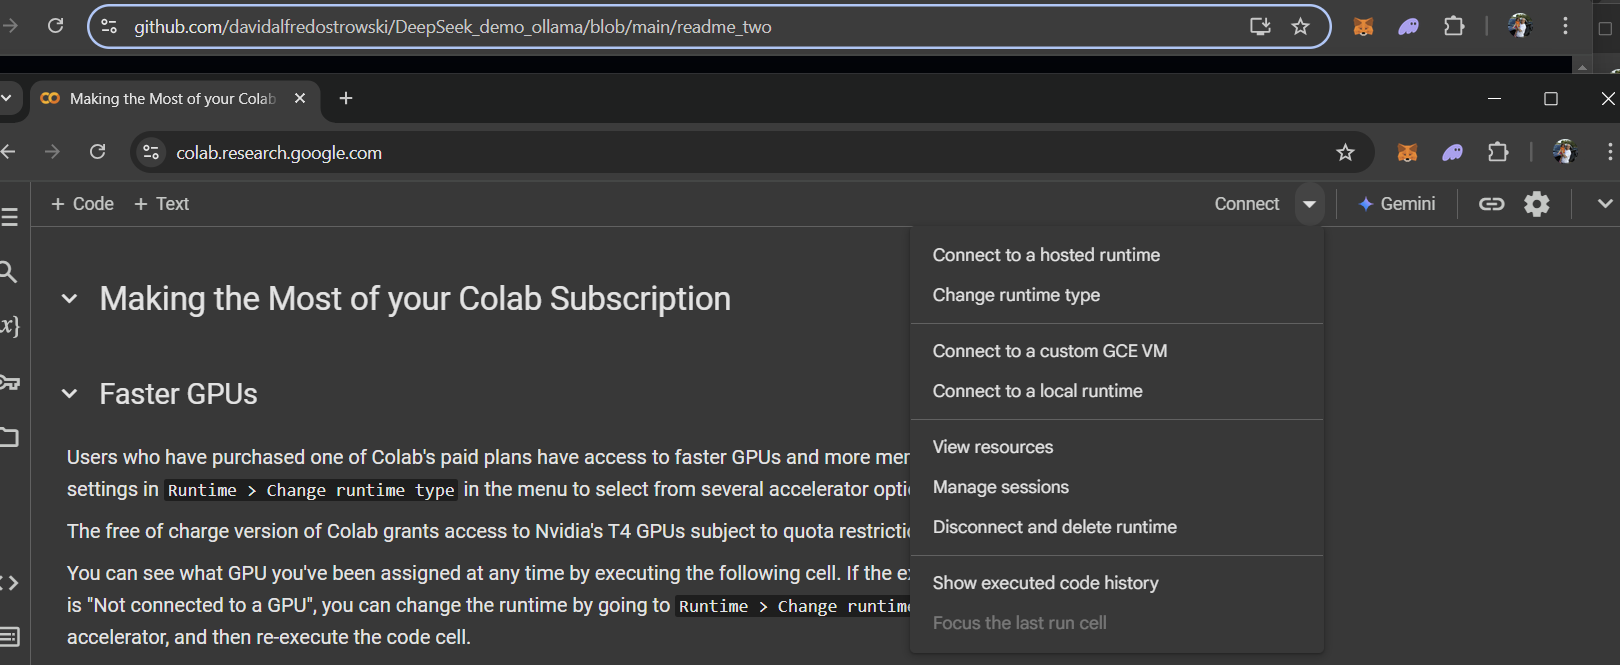 github.com/davidalfredostrowski/DeepSeek_demo_ollama/blob/main/readme_two
Making the Most of your Colab
colab.research.google.com
+ Code + Text
Connect
Gemini
Connect to a hosted runtime
Change runtime type
Connect to a custom GCE VM
Connect to a local runtime
View resources
Manage sessions
Disconnect and delete runtime
Show executed code history
Focus the last run cell
Making the Most of your Colab Subscription
Faster GPUs
Users who have purchased one of Colab's paid plans have access to faster GPUs and more
settings in Runtime > Change runtime type in the menu to select from several accelerator
The free of charge version of Colab grants access to Nvidia's T4 GPUs subject to quota
You can see what GPU you've been assigned at any time by executing the following cell. If the
is "Not connected to a GPU", you can change the runtime by going to Runtime > Change
accelerator, and then re-execute the code cell.